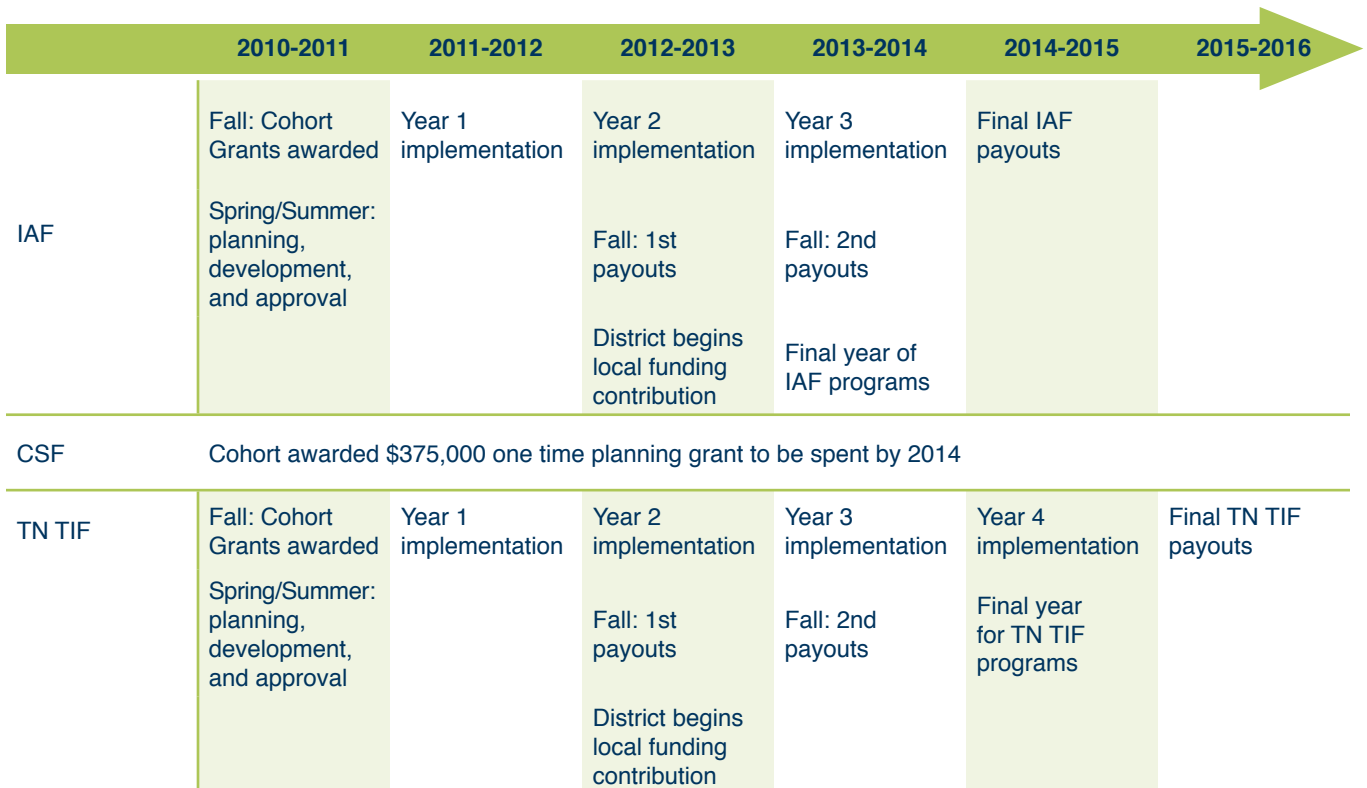 2010-2011 2011-2012 2012-2013 2013-2014 2014-2015 2015-2016
IAF
Fall: Cohort
Grants awarded
Year 1
implementation
Year 2
implementation
Year 3
implementation
Final IAF
payouts
Spring/Summer:
planning,
development,
and approval
Fall: 1st
payouts
Fall: 2nd
payouts
District begins
local funding
contribution
Final year of
IAF programs
CSF
Cohort awarded $375,000 one time planning grant to be spent by 2014
TN TIF
Fall: Cohort
Grants awarded
Year 1
implementation
Year 2
implementation
Year 3
implementation
Year 4
implementation
Final TN TIF
payouts
Spring/Summer:
planning,
development,
and approval
Fall: 1st
payouts
Fall: 2nd
payouts
Final year
for TN TIF
programs
District begins
local funding
contribution